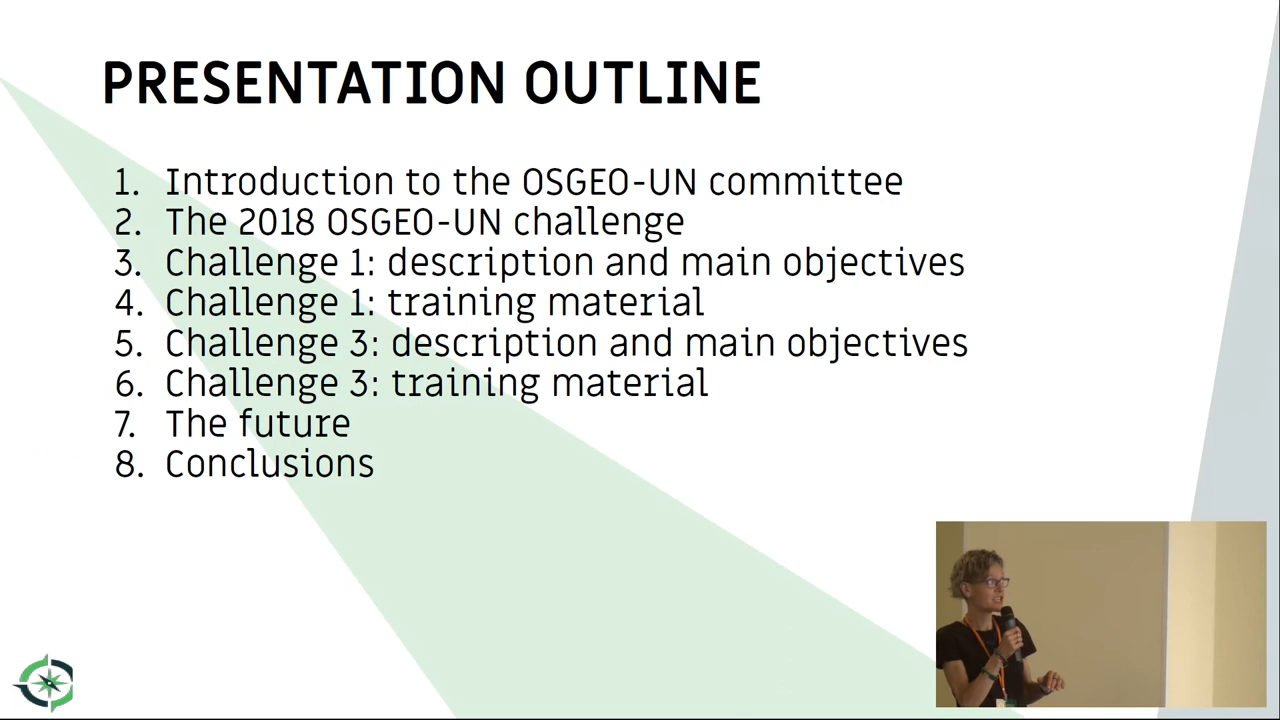 PRESENTATION OUTLINE
1. Introduction to the OSGEO-UN committee
2. The 2018 OSGEO-UN challenge
3. Challenge 1: description and main objectives
4. Challenge 1: training material
5. Challenge 3: description and main objectives
6. Challenge 3: training material
7. The future
8. Conclusions